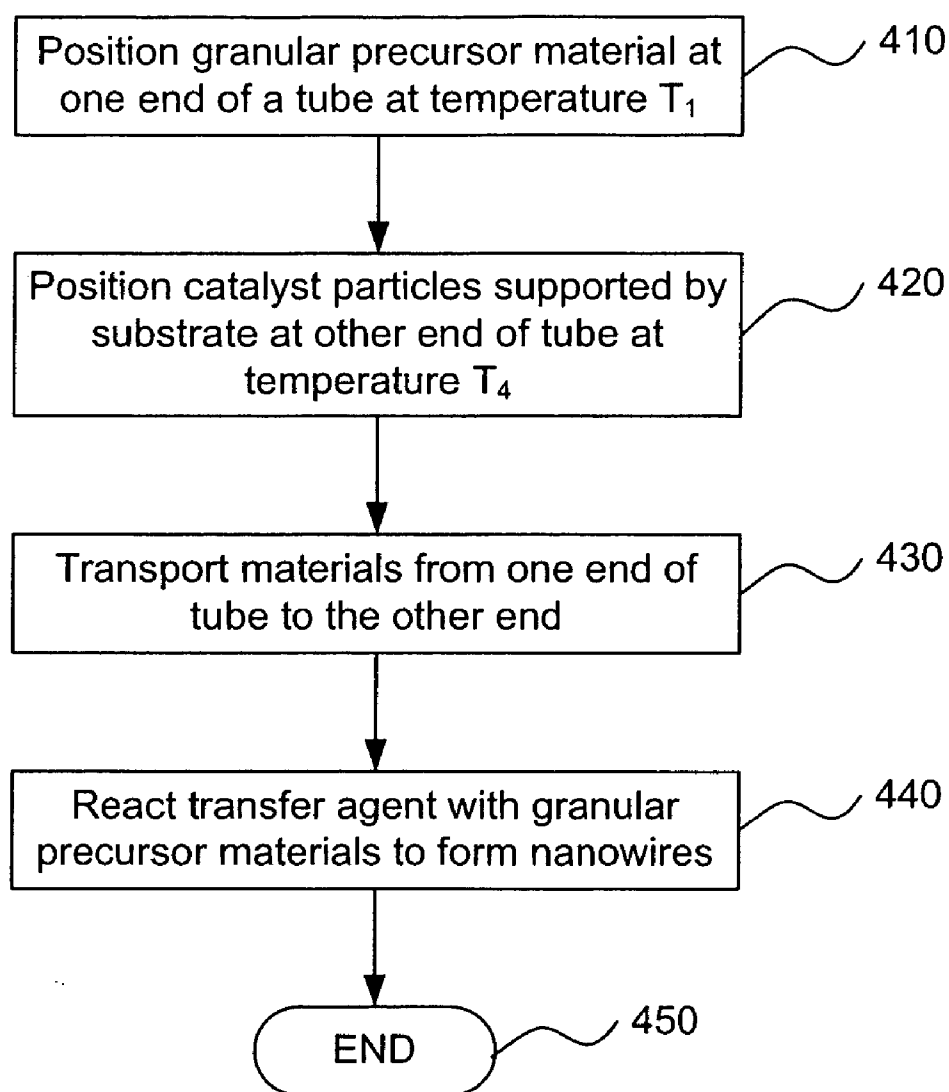 Position granular precursor material at
one end of a tube at temperature T₁
410
Position catalyst particles supported by
substrate at other end of tube at
temperature T₄
420
Transport materials from one end of
tube to the other end
430
React transfer agent with granular
precursor materials to form nanowires
440
END
450